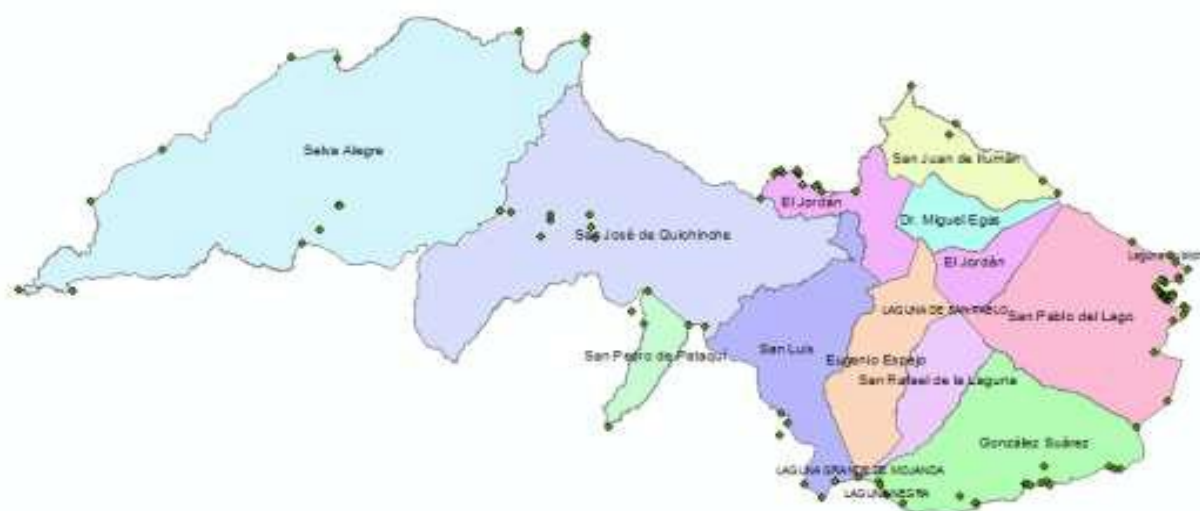 Selva Alegre
San Juan de Ilumán
El Jordán
Dr. Miguel Egas
San José de Quichinche
El Jordán
Laguna
LAGUNA DE SAN PABLO
San Pablo del Lago
San Luis
San Pedro de Pataquí
Eugenio Espejo
San Rafael de la Laguna
González Suárez
LAGUNA GRANDE DE MOJANDA
LAGUNA NEGRA